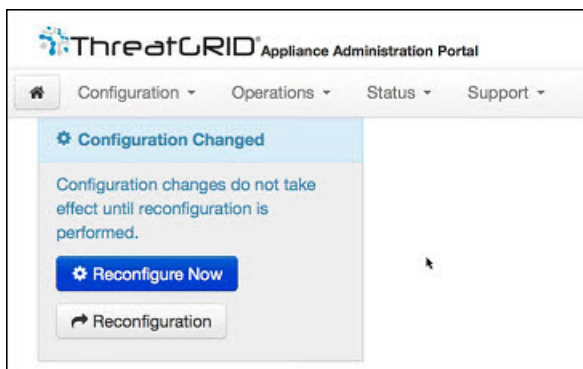 ThreatGRID® Appliance Administration Portal
Configuration Operations Status Support
Configuration Changed
Configuration changes do not take
effect until reconfiguration is
performed.
Reconfigure Now
Reconfiguration